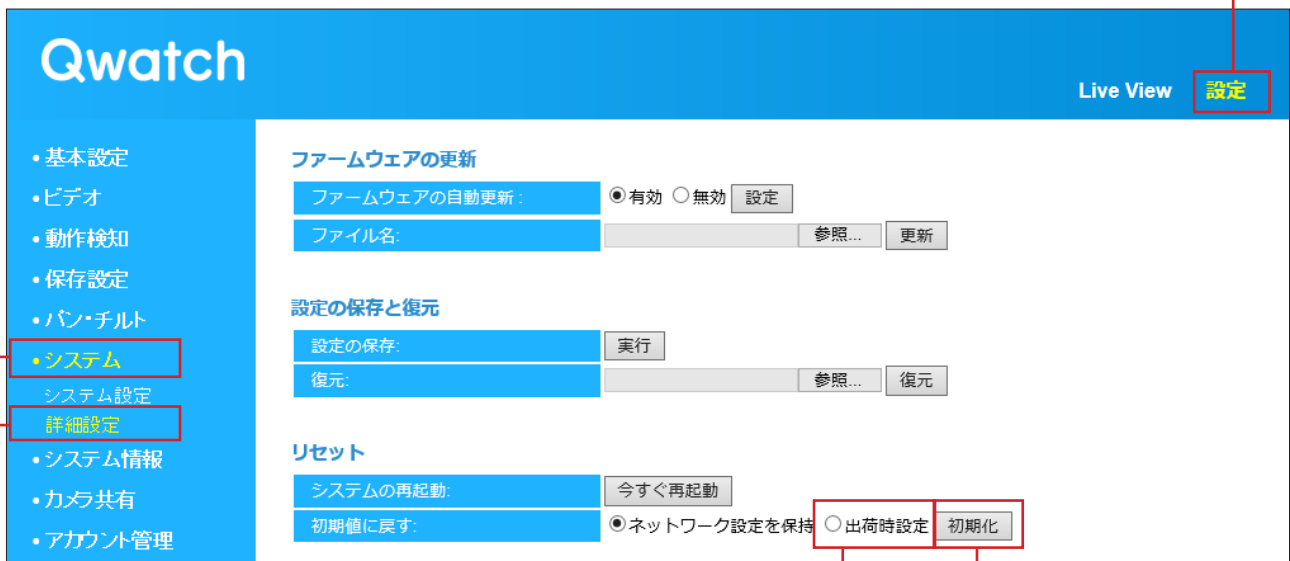 Qwatch
Live View 設定
•基本設定
•ビデオ
•動作検知
•保存設定
•パン・チルト
•システム
システム設定
詳細設定
•システム情報
•カメラ共有
•アカウント管理
ファームウェアの更新
ファームウェアの自動更新: 有効 無効 設定
ファイル名: 参照... 更新
設定の保存と復元
設定の保存: 実行
復元: 参照... 復元
リセット
システムの再起動: 今すぐ再起動
初期値に戻す: ネットワーク設定を保持 出荷時設定 初期化